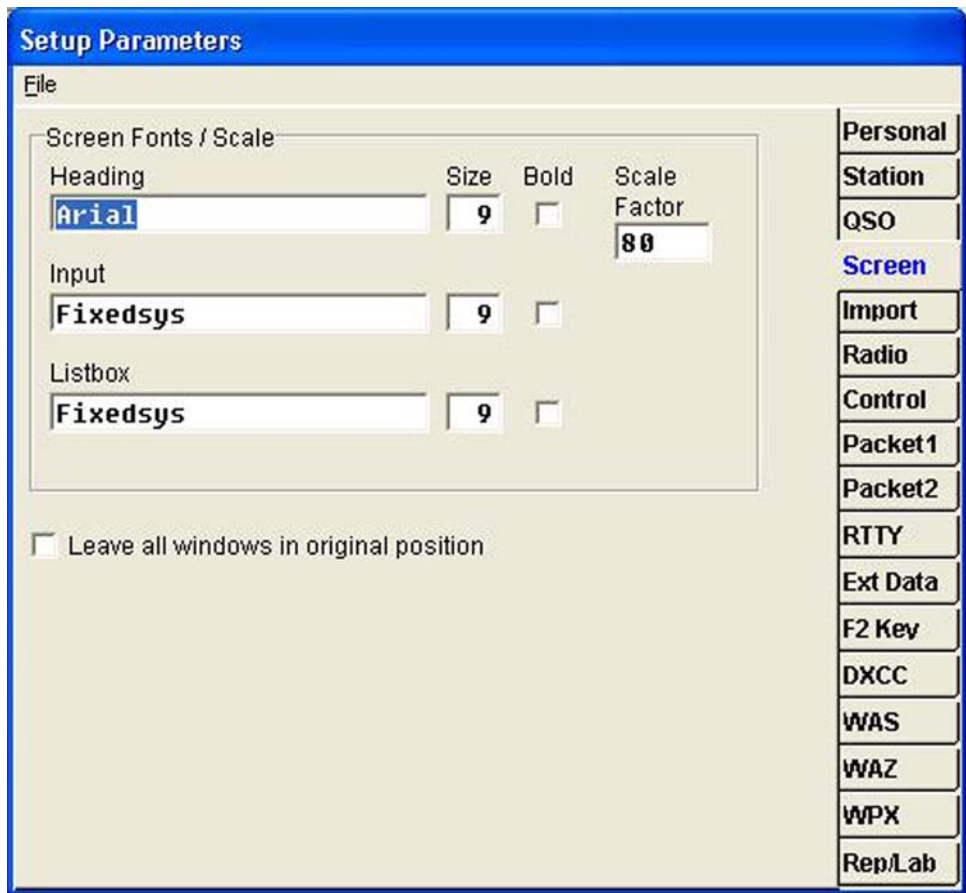 Setup Parameters
File
Screen Fonts / Scale
Heading
Size
Bold
Scale
Factor
Arial
9
80
Input
Fixedsys
9
Listbox
Fixedsys
9
Leave all windows in original position
Personal
Station
QSO
Screen
Import
Radio
Control
Packet1
Packet2
RTTY
Ext Data
F2 Key
DXCC
WAS
WAZ
WPX
Rep/Lab